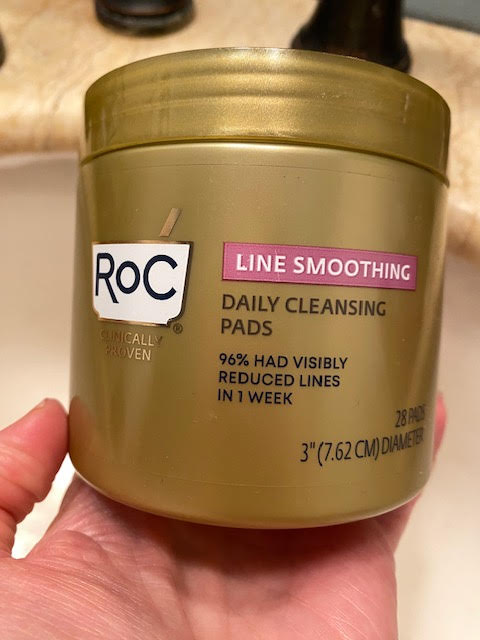 RoC®
CLINICALLY
PROVEN
LINE SMOOTHING
DAILY CLEANSING
PADS
96% HAD VISIBLY
REDUCED LINES
IN 1 WEEK
28 PADS
3" (7.62 CM) DIAMETER